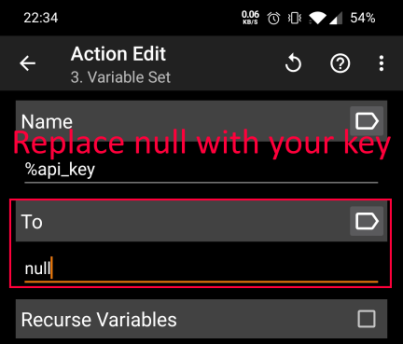 22:34 0.06 KB/S 54%
Action Edit
3. Variable Set
Name
Replace null with your key
%api_key
To
null
Recurse Variables